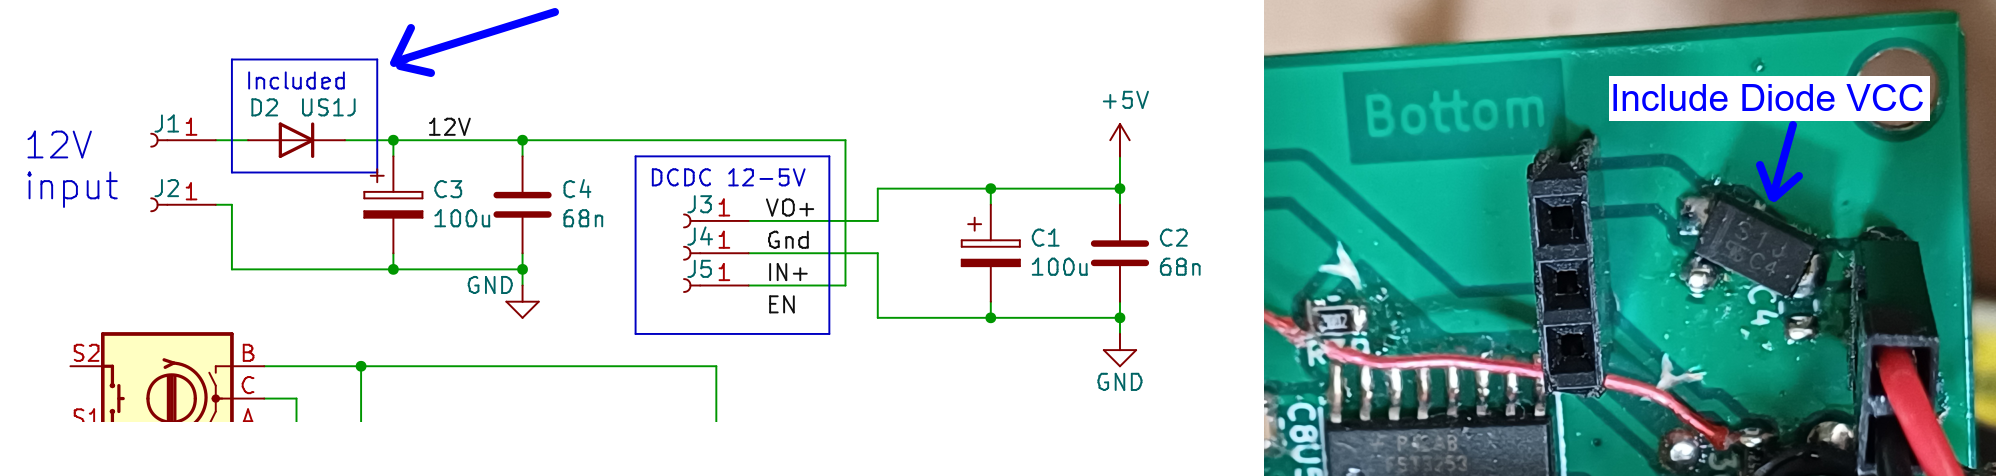 Included
D2 US1J
12V
input
J1 1
J2 1
12V
+
C3
100u
C4
68n
GND
DCDC 12-5V
J3 1 VO+
J4 1 Gnd
J5 1 IN+
EN
+5V
+
C1
100u
C2
68n
GND
S2
S1
B
C
A
Bottom
Include Diode VCC
S1J
C4
C4